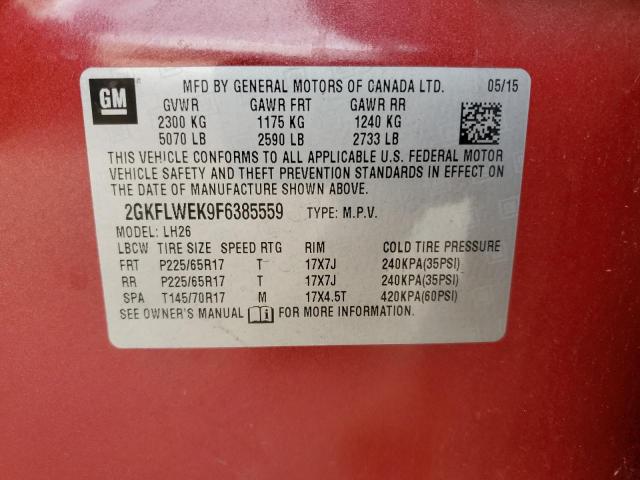 GM
MFD BY GENERAL MOTORS OF CANADA LTD. 05/15
GVWR GAWR FRT GAWR RR
2300 KG 1175 KG 1240 KG
5070 LB 2590 LB 2733 LB
THIS VEHICLE CONFORMS TO ALL APPLICABLE U.S. FEDERAL MOTOR
VEHICLE SAFETY AND THEFT PREVENTION STANDARDS IN EFFECT ON
THE DATE OF MANUFACTURE SHOWN ABOVE.
2GKFLWEK9F6385559 TYPE: M.P.V.
MODEL: LH26
LBCW TIRE SIZE SPEED RTG RIM COLD TIRE PRESSURE
FRT P225/65R17 T 17X7J 240KPA(35PSI)
RR P225/65R17 T 17X7J 240KPA(35PSI)
SPA T145/70R17 M 17X4.5T 420KPA(60PSI)
SEE OWNER'S MANUAL FOR MORE INFORMATION.